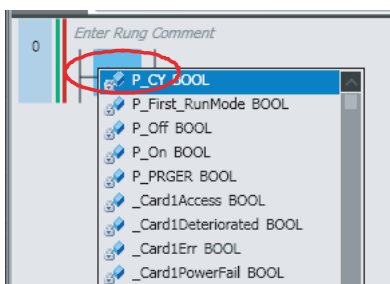 0
Enter Rung Comment
P_CY BOOL
P_First_RunMode BOOL
P_Off BOOL
P_On BOOL
P_PRGER BOOL
_Card1Access BOOL
_Card1Deteriorated BOOL
_Card1Err BOOL
_Card1PowerFail BOOL